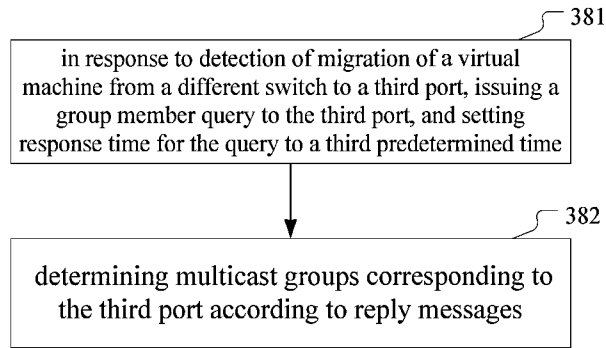 381
in response to detection of migration of a virtual
machine from a different switch to a third port, issuing a
group member query to the third port, and setting
response time for the query to a third predetermined time
382
determining multicast groups corresponding to
the third port according to reply messages